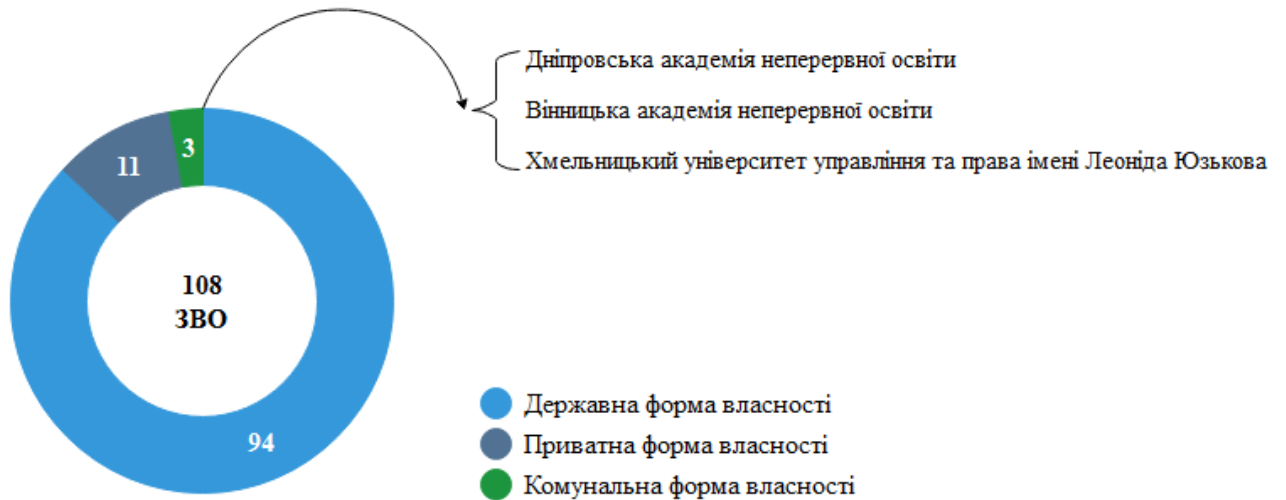 Дніпровська академія неперервної освіти
Вінницька академія неперервної освіти
Хмельницький університет управління та права імені Леоніда Юзькова
3
11
108
ЗВО
94
Державна форма власності
Приватна форма власності
Комунальна форма власності